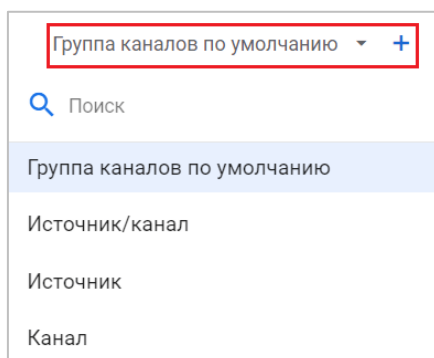 Группа каналов по умолчанию +
Поиск
Группа каналов по умолчанию
Источник/канал
Источник
Канал